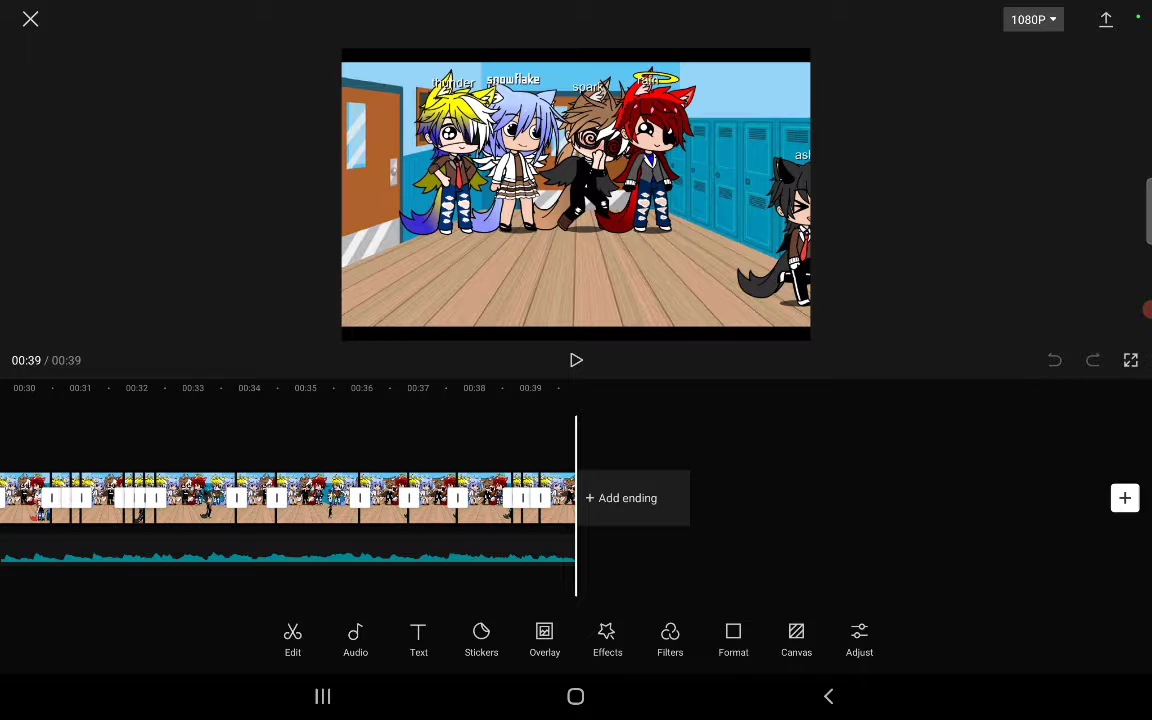 1080P
thunder snowflake
spark
raid
ash
00:39 / 00:39
00:30 00:31 00:32 00:33 00:34 00:35 00:36 00:37 00:38 00:39
+ Add ending
Edit Audio Text Stickers Overlay Effects Filters Format Canvas Adjust